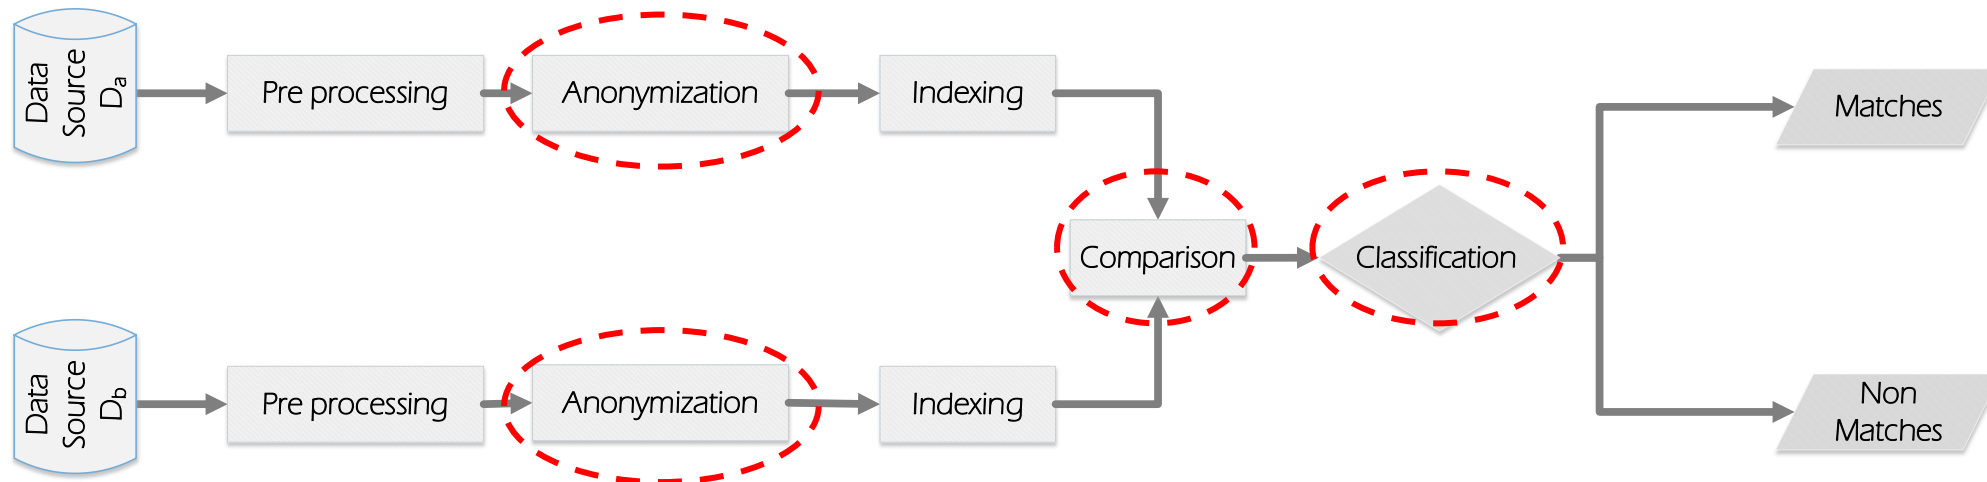 Data
Source
Da
Pre processing
Anonymization
Indexing
Matches
Comparison
Classification
Data
Source
Db
Pre processing
Anonymization
Indexing
Non
Matches